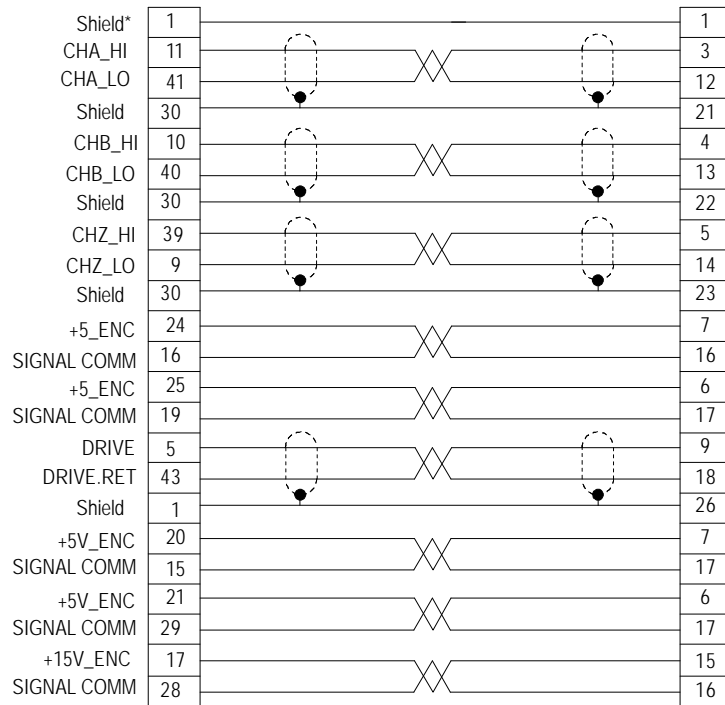 Shield* 1 1
CHA_HI 11 3
CHA_LO 41 12
Shield 30 21
CHB_HI 10 4
CHB_LO 40 13
Shield 30 22
CHZ_HI 39 5
CHZ_LO 9 14
Shield 30 23
+5_ENC 24 7
SIGNAL COMM 16 16
+5_ENC 25 6
SIGNAL COMM 19 17
DRIVE 5 9
DRIVE.RET 43 18
Shield 1 26
+5V_ENC 20 7
SIGNAL COMM 15 17
+5V_ENC 21 6
SIGNAL COMM 29 17
+15V_ENC 17 15
SIGNAL COMM 28 16